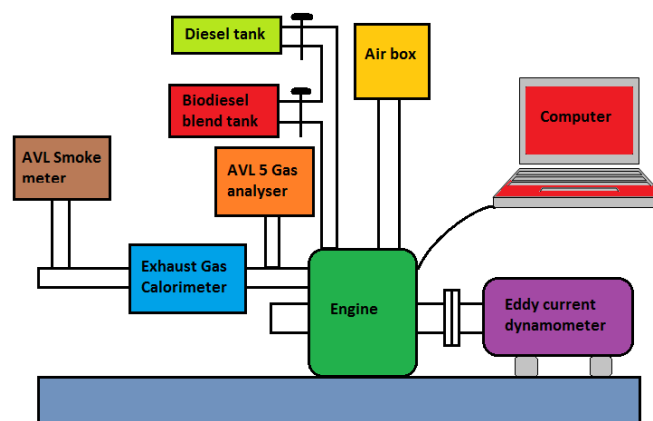 Diesel tank
Air box
Biodiesel
blend tank
Computer
AVL Smoke
meter
AVL 5 Gas
analyser
Exhaust Gas
Calorimeter
Engine
Eddy current
dynamometer